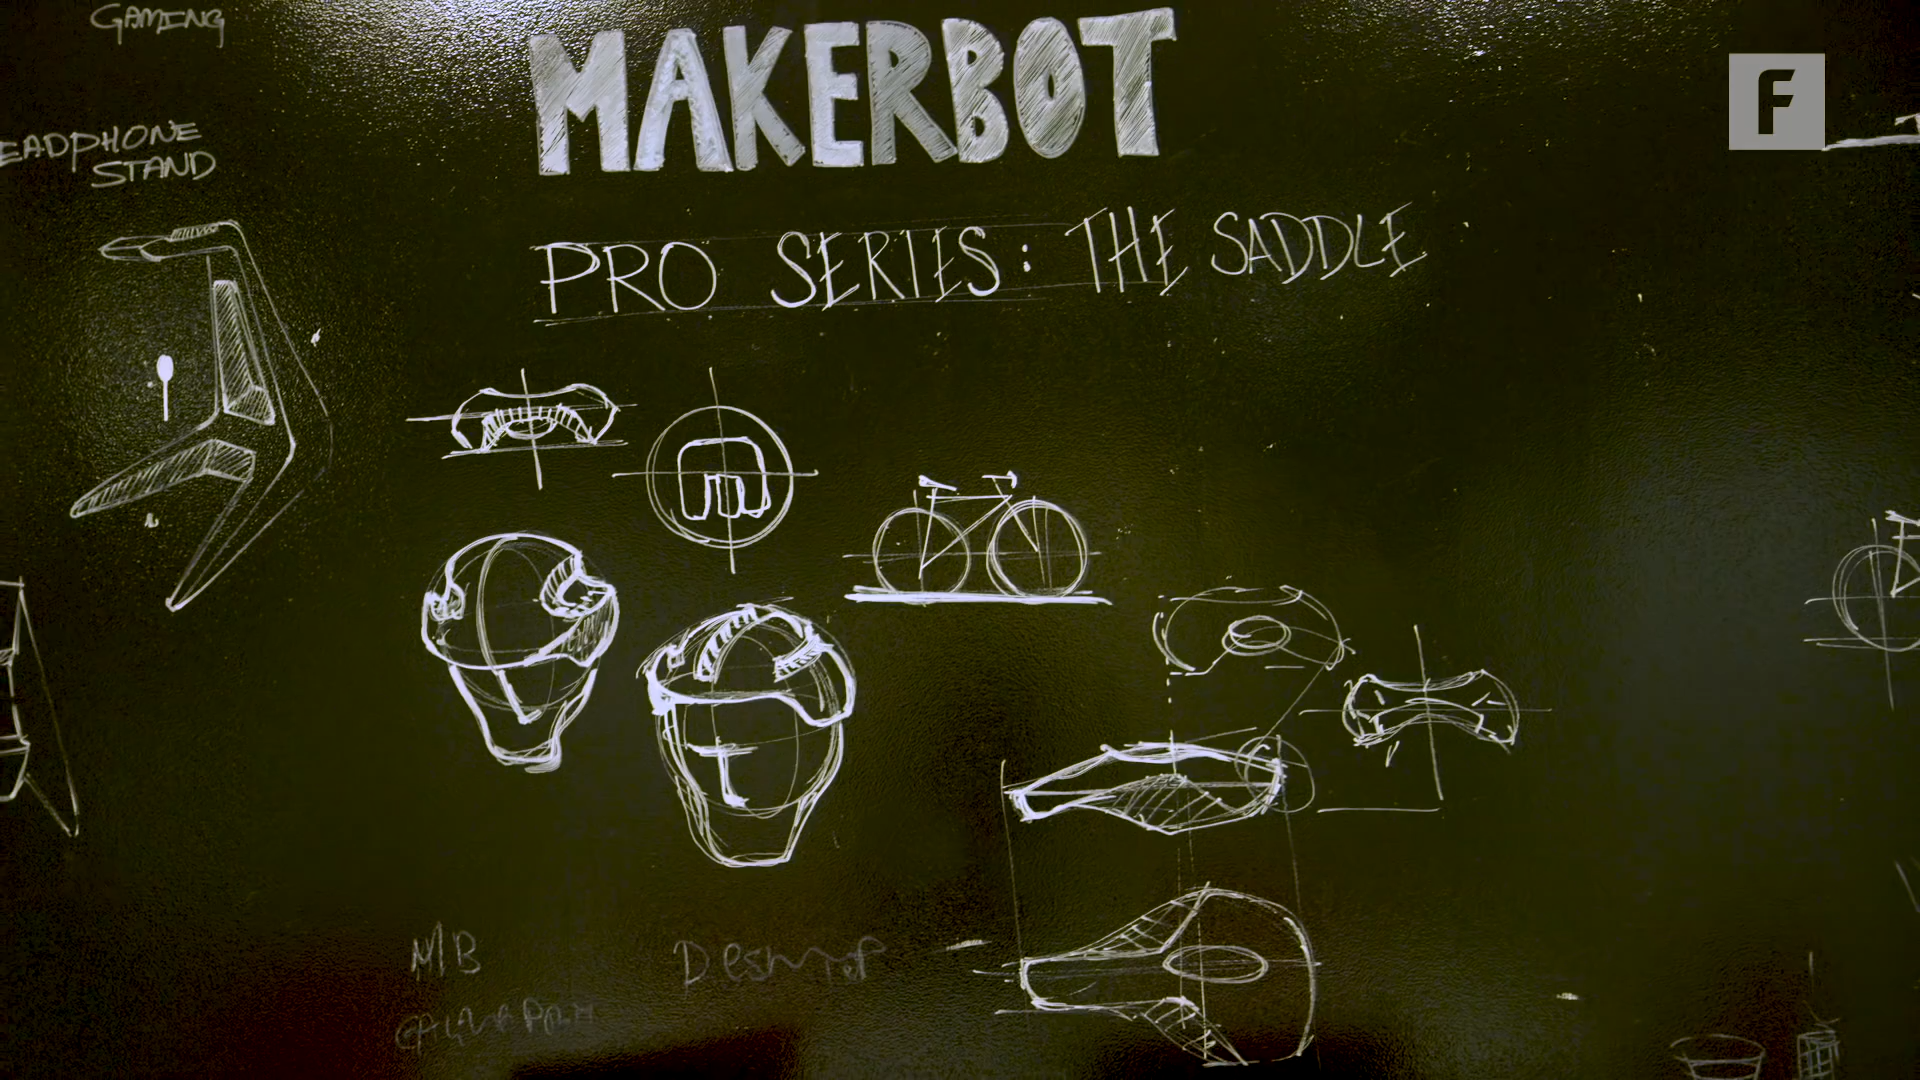 GAMING
EADPHONE
STAND
MAKERBOT
PRO SERIES: THE SADDLE
F
m
MB